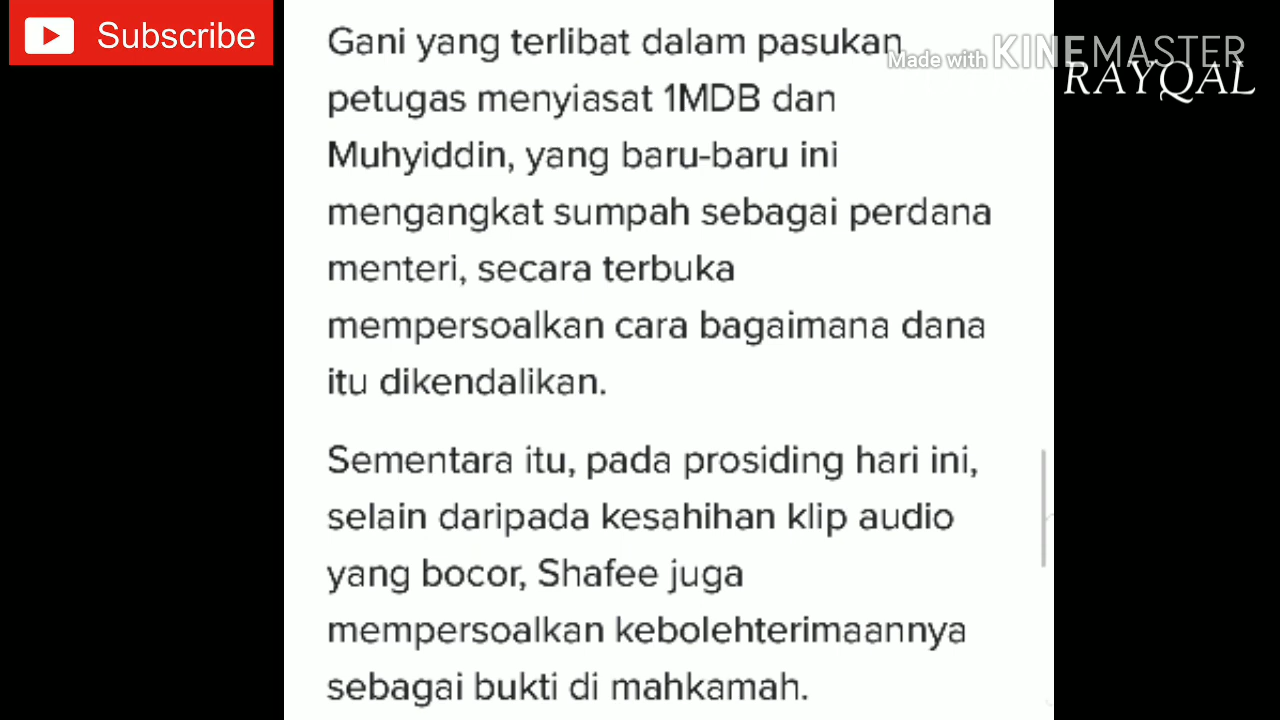 Subscribe
Made with KINEMASTER
RAYQAL
Gani yang terlibat dalam pasukan
petugas menyiasat 1MDB dan
Muhyiddin, yang baru-baru ini
mengangkat sumpah sebagai perdana
menteri, secara terbuka
mempersoalkan cara bagaimana dana
itu dikendalikan.
Sementara itu, pada prosiding hari ini,
selain daripada kesahihan klip audio
yang bocor, Shafee juga
mempersoalkan kebolehterimaannya
sebagai bukti di mahkamah.